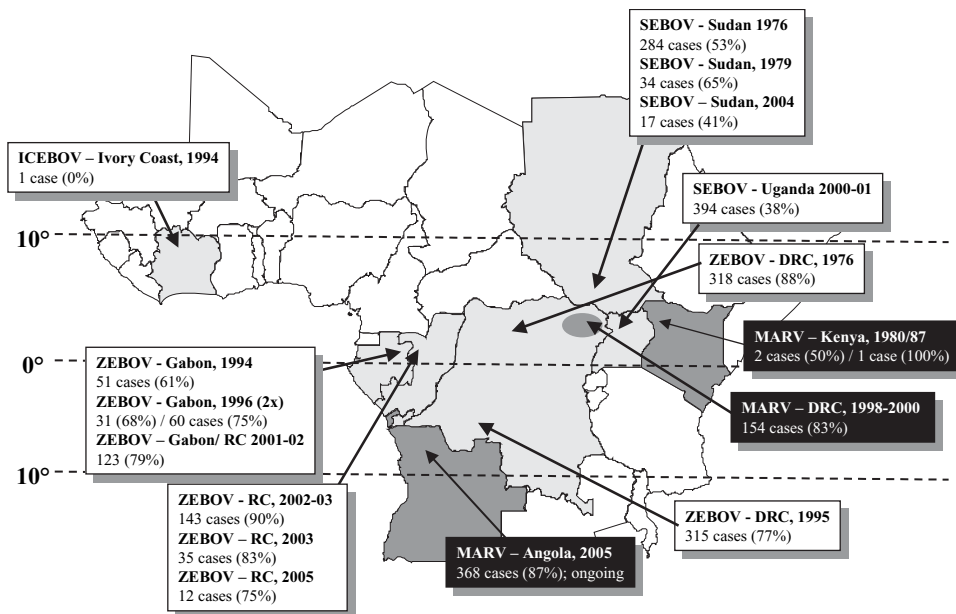 SEBOV - Sudan 1976
284 cases (53%)
SEBOV - Sudan, 1979
34 cases (65%)
SEBOV – Sudan, 2004
17 cases (41%)
ICEBOV – Ivory Coast, 1994
1 case (0%)
SEBOV - Uganda 2000-01
394 cases (38%)
10°
ZEBOV - DRC, 1976
318 cases (88%)
MARV – Kenya, 1980/87
2 cases (50%) / 1 case (100%)
0°
ZEBOV - Gabon, 1994
51 cases (61%)
ZEBOV - Gabon, 1996 (2x)
31 (68%) / 60 cases (75%)
ZEBOV – Gabon/ RC 2001-02
123 (79%)
MARV – DRC, 1998-2000
154 cases (83%)
10°
ZEBOV - RC, 2002-03
143 cases (90%)
ZEBOV – RC, 2003
35 cases (83%)
ZEBOV – RC, 2005
12 cases (75%)
MARV – Angola, 2005
368 cases (87%); ongoing
ZEBOV - DRC, 1995
315 cases (77%)